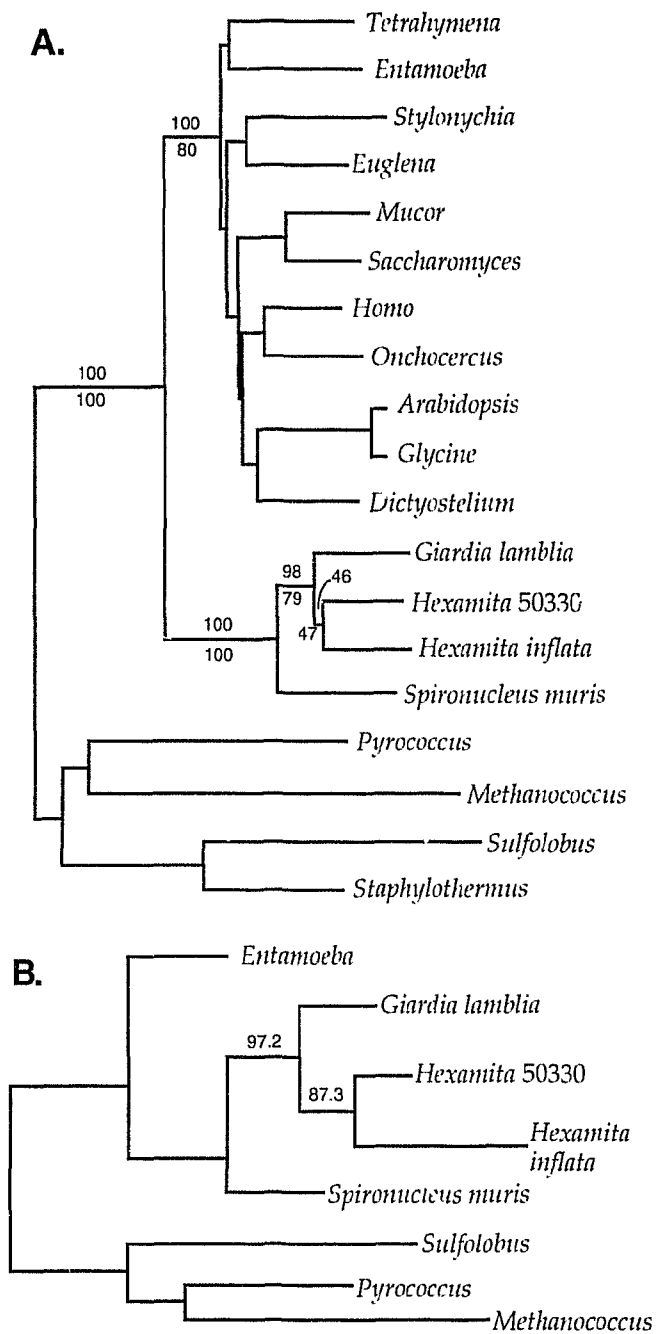 A.
Tetrahymena
Entamoeba
Stylonychia
100
80
Euglena
Mucor
Saccharomyces
Homo
Onchocercus
100
100
Arabidopsis
Glycine
Dictyostelium
Giardia lamblia
98
46
79
Hexamita 50330
100
47
100
Hexamita inflata
Spironucleus muris
Pyrococcus
Methanococcus
Sulfolobus
Staphylothermus
B.
Entamoeba
Giardia lamblia
97.2
Hexamita 50330
87.3
Hexamita
inflata
Spironucleus muris
Sulfolobus
Pyrococcus
Methanococcus